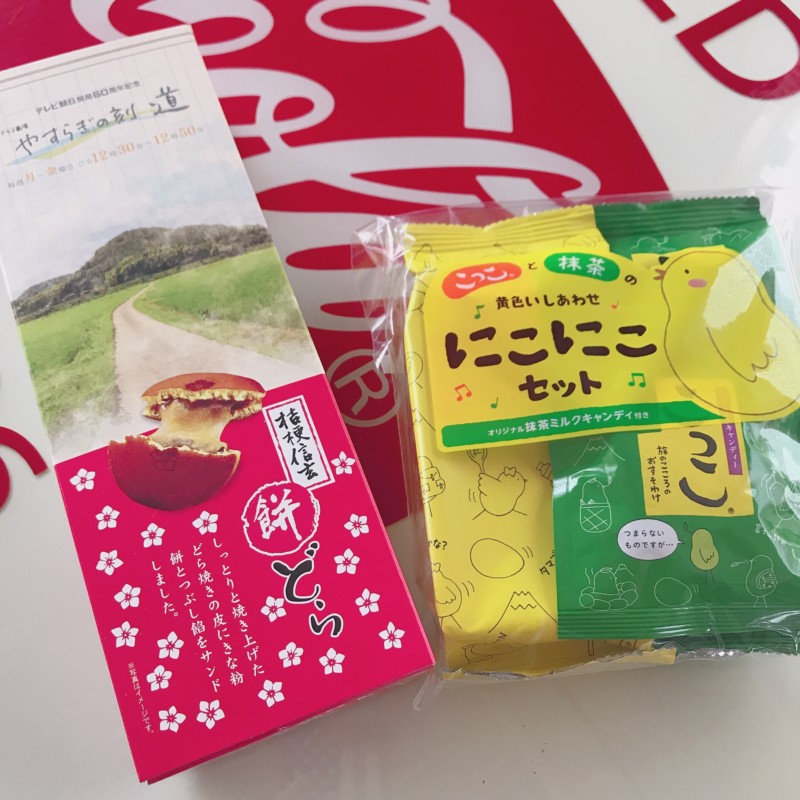 テレビ朝日開局60周年記念
やすらぎの刻 道
毎週月〜金曜日 ひる12時30分〜12時50分
桔梗信玄
餅
どら
しっとりと焼き上げた
どら焼きの皮にきな粉
餅とつぶし餡をサンド
しました。
※写真はイメージです。
こっこ®と抹茶の
黄色いしあわせ
にこにこ
セット
オリジナル抹茶ミルクキャンディ付き
キャンディー
旅のこころの
おすそわけ
つまらない
ものですが…
®
D